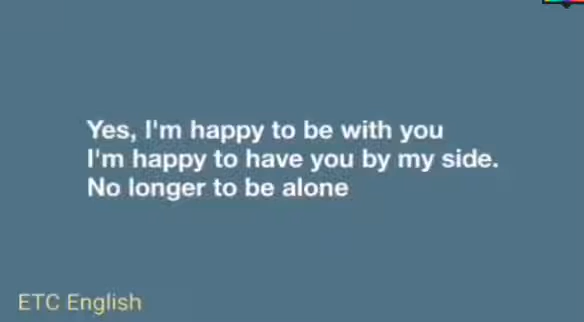 Yes, I'm happy to be with you
I'm happy to have you by my side.
No longer to be alone
ETC English